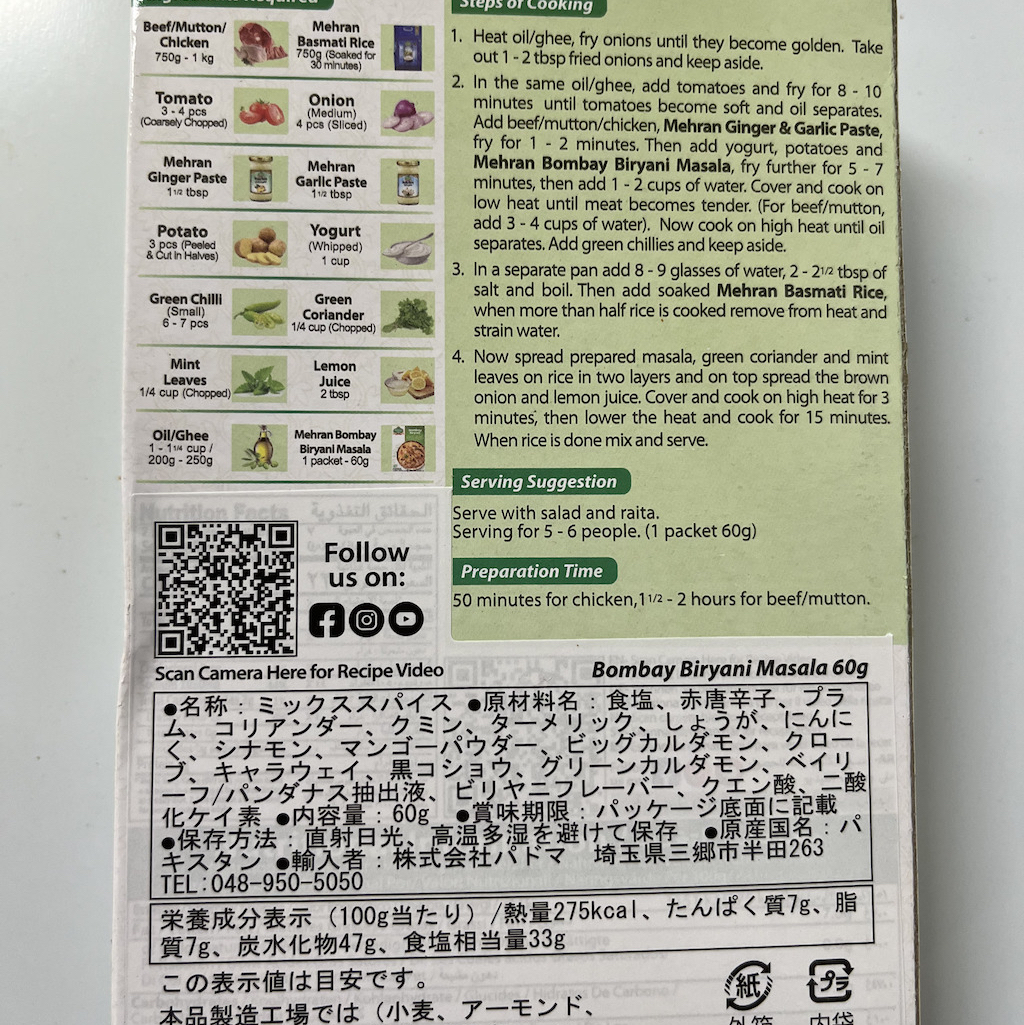 Steps of Cooking
Beef/Mutton/
Chicken
750g - 1 kg
Mehran
Basmati Rice
750g (Soaked for
30 minutes)
Tomato
3 - 4 pcs
(Coarsely Chopped)
Onion
(Medium)
4 pcs (Sliced)
Mehran
Ginger Paste
1 1/2 tbsp
Mehran
Garlic Paste
1 1/2 tbsp
Potato
3 pcs (Peeled
& Cut in Halves)
Yogurt
(Whipped)
1 cup
Green Chilli
(Small)
6 - 7 pcs
Green
Coriander
1/4 cup (Chopped)
Mint
Leaves
1/4 cup (Chopped)
Lemon
Juice
2 tbsp
Oil/Ghee
1 - 1 1/4 cup /
200g - 250g
Mehran Bombay
Biryani Masala
1 packet - 60g
1. Heat oil/ghee, fry onions until they become golden. Take
out 1 - 2 tbsp fried onions and keep aside.
2. In the same oil/ghee, add tomatoes and fry for 8 - 10
minutes until tomatoes become soft and oil separates.
Add beef/mutton/chicken, Mehran Ginger & Garlic Paste,
fry for 1 - 2 minutes. Then add yogurt, potatoes and
Mehran Bombay Biryani Masala, fry further for 5 - 7
minutes, then add 1 - 2 cups of water. Cover and cook on
low heat until meat becomes tender. (For beef/mutton,
add 3 - 4 cups of water). Now cook on high heat until oil
separates. Add green chillies and keep aside.
3. In a separate pan add 8 - 9 glasses of water, 2 - 2 1/2 tbsp of
salt and boil. Then add soaked Mehran Basmati Rice,
when more than half rice is cooked remove from heat and
strain water.
4. Now spread prepared masala, green coriander and mint
leaves on rice in two layers and on top spread the brown
onion and lemon juice. Cover and cook on high heat for 3
minutes, then lower the heat and cook for 15 minutes.
When rice is done mix and serve.
Serving Suggestion
Serve with salad and raita.
Serving for 5 - 6 people. (1 packet 60g)
Preparation Time
50 minutes for chicken,1 1/2 - 2 hours for beef/mutton.
Nutrition Facts
الحقائق التغذوية
Follow
us on:
Scan Camera Here for Recipe Video
Bombay Biryani Masala 60g
●名称：ミックススパイス ●原材料名：食塩、赤唐辛子、プラ
ム、コリアンダー、クミン、ターメリック、しょうが、にんに
く、シナモン、マンゴーパウダー、ビッグカルダモン、クロー
ブ、キャラウェイ、黒コショウ、グリーンカルダモン、ベイリ
ーフ/パンダナス抽出液、ビリヤニフレーバー、クエン酸、二酸
化ケイ素 ●内容量：60g ●賞味期限：パッケージ底面に記載
●保存方法：直射日光、高温多湿を避けて保存 ●原産国名：パ
キスタン ●輸入者：株式会社パドマ 埼玉県三郷市半田263
TEL:048-950-5050
栄養成分表示（100g当たり）/熱量275kcal、たんぱく質7g、脂
質7g、炭水化物47g、食塩相当量33g
この表示値は目安です。
本品製造工場では（小麦、アーモンド、
紙
外箱
プラ
内袋